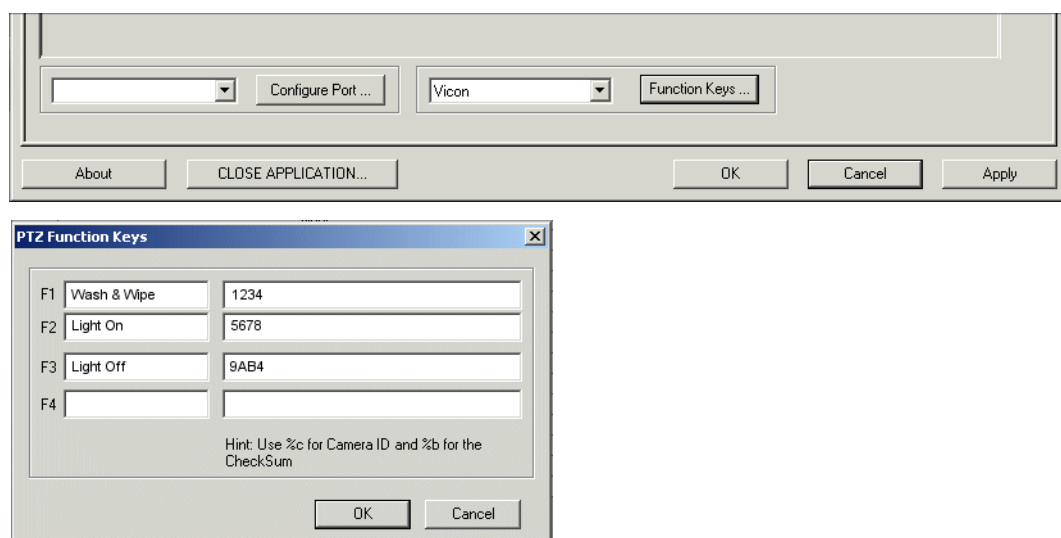 Configure Port ...
Vicon
Function Keys ...
About
CLOSE APPLICATION...
OK
Cancel
Apply
PTZ Function Keys
F1 Wash & Wipe 1234
F2 Light On 5678
F3 Light Off 9AB4
F4
Hint: Use %c for Camera ID and %b for the
CheckSum
OK
Cancel